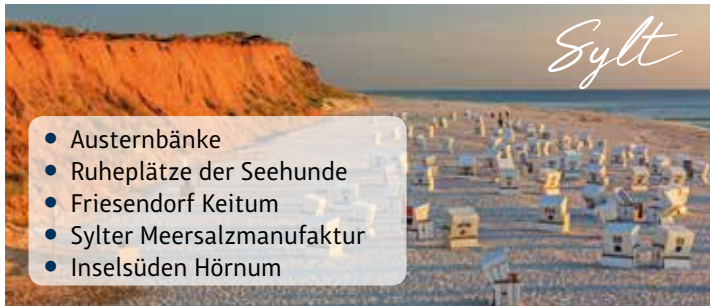 Sylt
• Austernbänke
• Ruheplätze der Seehunde
• Friesendorf Keitum
• Sylter Meersalzmanufaktur
• Inselsüden Hörnum